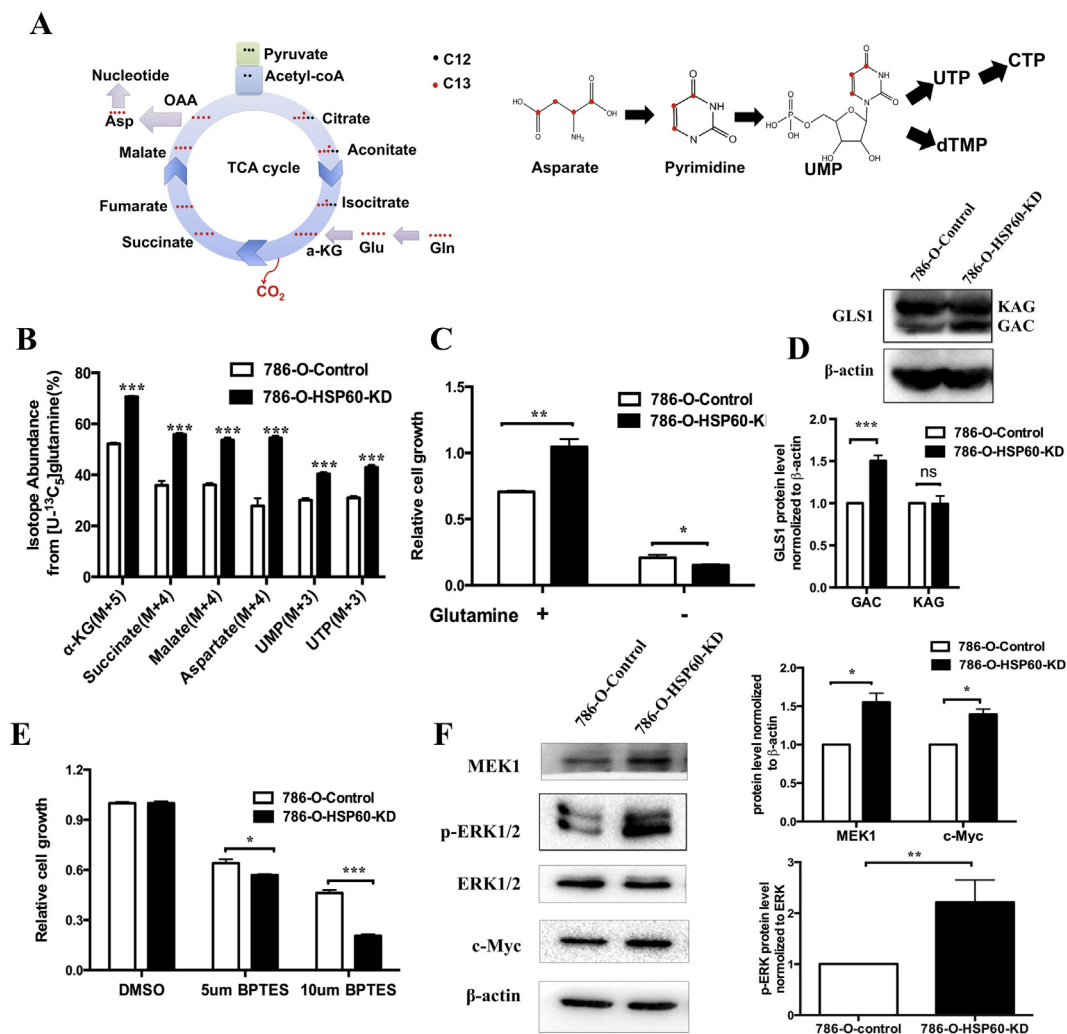 A
Pyruvate
Acetyl-coA
C12
C13
Nucleotide
OAA
Asp
Citrate
Malate
Aconitate
TCA cycle
Fumarate
Isocitrate
Succinate
a-KG
Glu
Gln
CO2
HO
O
O
OH
NH2
Asparate
O
NH
N
O
Pyrimidine
O
NH
N
O
O
HO
P
O
OH
O
HO
OH
UMP
UTP
CTP
dTMP
B
786-O-Control
786-O-HSP60-KD
Isotope Abundance
from [U-13C5]glutamine(%)
80
60
40
20
0
***
***
***
***
***
***
α-KG(M+5)
Succinate(M+4)
Malate(M+4)
Aspartate(M+4)
UMP(M+3)
UTP(M+3)
C
786-O-Control
786-O-HSP60-KI
Relative cell growth
1.5
1.0
0.5
0.0
**
*
Glutamine
+
-
D
786-O-Control
786-O-HSP60-KD
GLS1
KAG
GAC
β-actin
786-O-Control
786-O-HSP60-KD
GLS1 protein level
normolized to β-actin
2.0
1.5
1.0
0.5
0.0
***
ns
GAC
KAG
E
786-O-Control
786-O-HSP60-KD
Relative cell growth
1.2
0.9
0.6
0.3
0.0
*
***
DMSO
5um BPTES
10um BPTES
F
786-O-Control
786-O-HSP60-KD
MEK1
p-ERK1/2
ERK1/2
c-Myc
β-actin
786-O-Control
786-O-HSP60-KD
protein level normolized
to β-actin
2.0
1.5
1.0
0.5
0.0
*
*
MEK1
c-Myc
p-ERK protein level
normolized to ERK
3
2
1
0
**
786-O-control
786-O-HSP60-KD